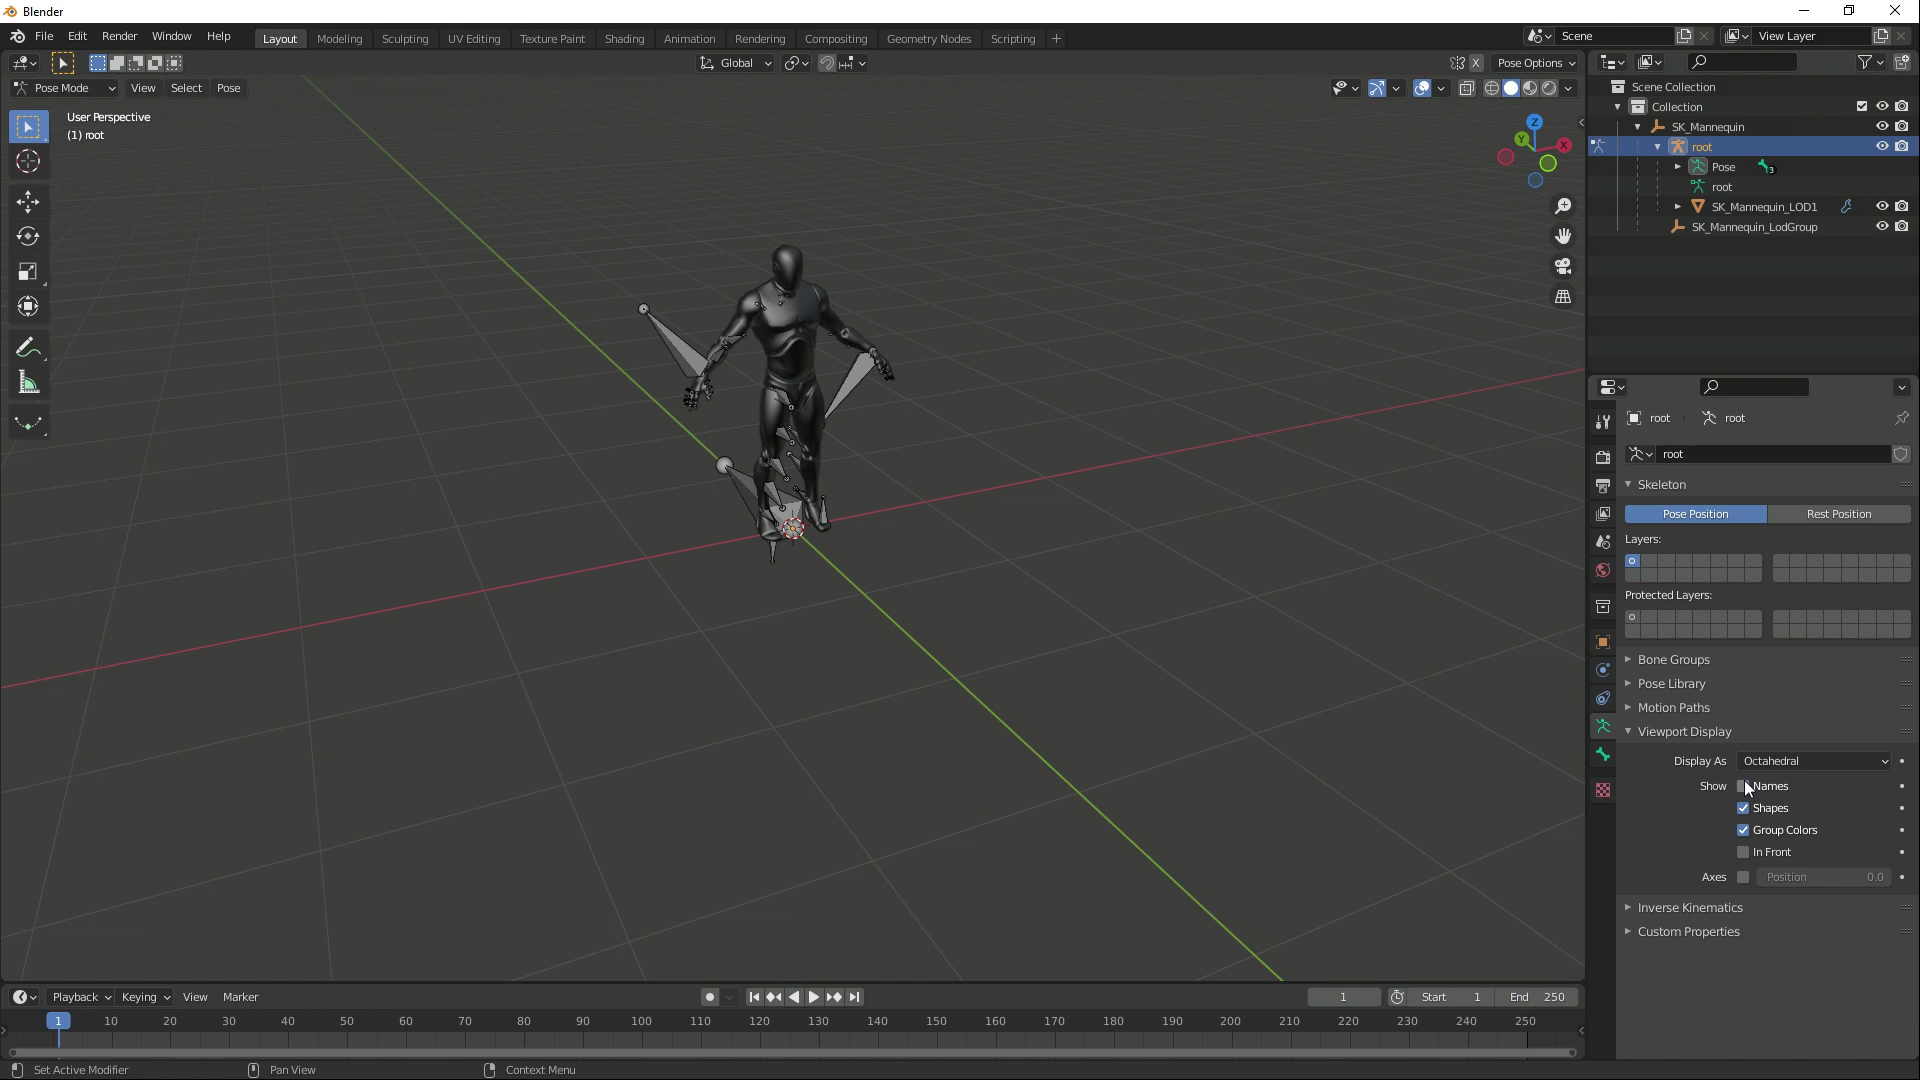 Blender
File Edit Render Window Help Layout Modeling Sculpting UV Editing Texture Paint Shading Animation Rendering Compositing Geometry Nodes Scripting + Scene View Layer
Global X Pose Options
Pose Mode View Select Pose
User Perspective
(1) root
Z
Y
X
Scene Collection
Collection
SK_Mannequin
root
Pose 3
root
SK_Mannequin_LOD1
SK_Mannequin_LodGroup
root root
root
Skeleton
Pose Position Rest Position
Layers:
Protected Layers:
Bone Groups
Pose Library
Motion Paths
Viewport Display
Display As Octahedral
Show Names
Shapes
Group Colors
In Front
Axes Position 0.0
Inverse Kinematics
Custom Properties
Playback Keying View Marker 1 Start 1 End 250
1 10 20 30 40 50 60 70 80 90 100 110 120 130 140 150 160 170 180 190 200 210 220 230 240 250
Set Active Modifier Pan View Context Menu